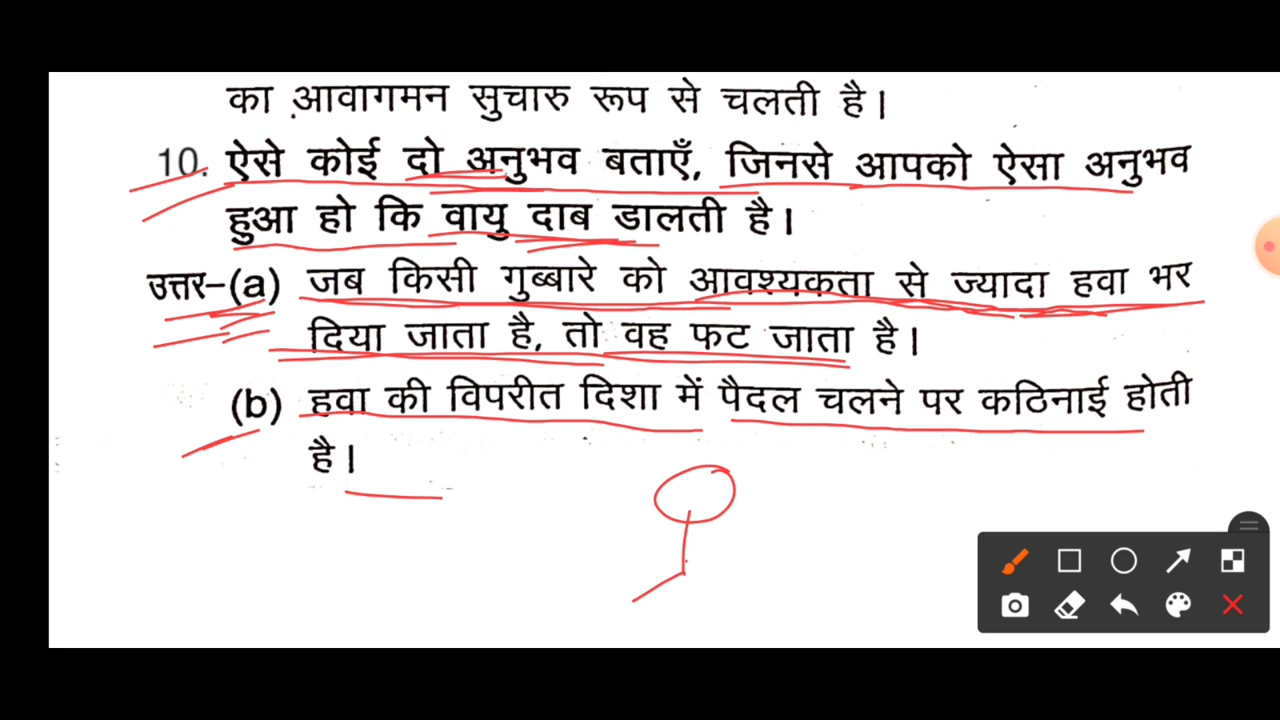 का आवागमन सुचारु रूप से चलती है।
10. ऐसे कोई दो अनुभव बताएँ, जिनसे आपको ऐसा अनुभव
हुआ हो कि वायु दाब डालती है।
उत्तर–(a) जब किसी गुब्बारे को आवश्यकता से ज्यादा हवा भर
दिया जाता है, तो वह फट जाता है।
(b) हवा की विपरीत दिशा में पैदल चलने पर कठिनाई होती
है।